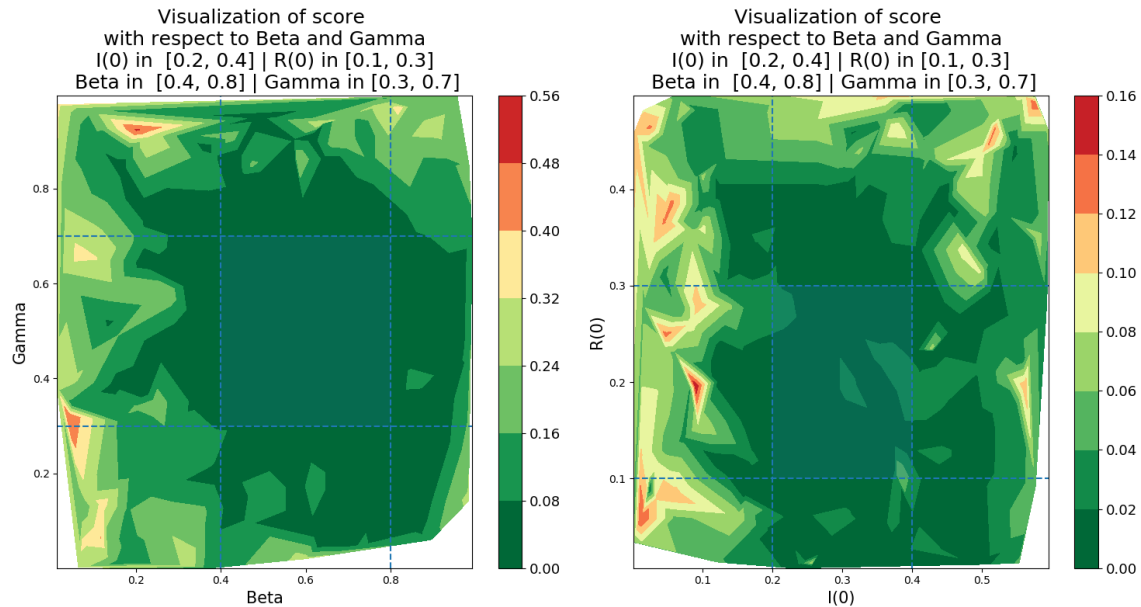 Visualization of score
with respect to Beta and Gamma
I(0) in  [0.2, 0.4] | R(0) in [0.1, 0.3]
Beta in  [0.4, 0.8] | Gamma in [0.3, 0.7]
0.8
0.6
0.4
0.2
Gamma
0.2
0.4
0.6
0.8
Beta
0.56
0.48
0.40
0.32
0.24
0.16
0.08
0.00
Visualization of score
with respect to Beta and Gamma
I(0) in  [0.2, 0.4] | R(0) in [0.1, 0.3]
Beta in  [0.4, 0.8] | Gamma in [0.3, 0.7]
0.4
0.3
0.2
0.1
R(0)
0.1
0.2
0.3
0.4
0.5
I(0)
0.16
0.14
0.12
0.10
0.08
0.06
0.04
0.02
0.00